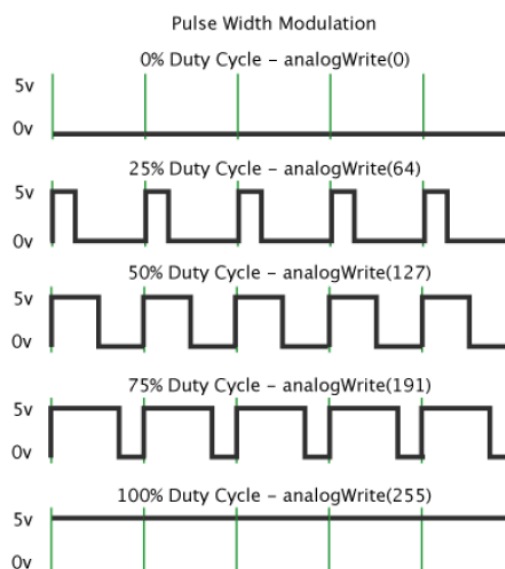 Pulse Width Modulation
0% Duty Cycle – analogWrite(0)
5v
0v
25% Duty Cycle – analogWrite(64)
5v
0v
50% Duty Cycle – analogWrite(127)
5v
0v
75% Duty Cycle – analogWrite(191)
5v
0v
100% Duty Cycle – analogWrite(255)
5v
0v